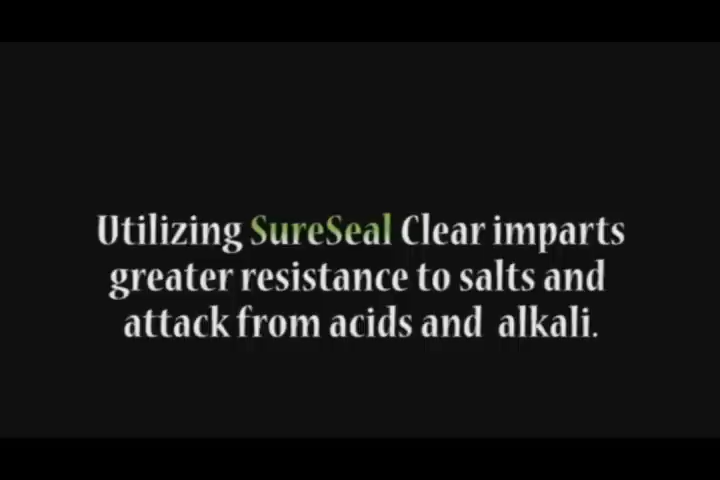 Utilizing SureSeal Clear imparts
greater resistance to salts and
attack from acids and alkali.